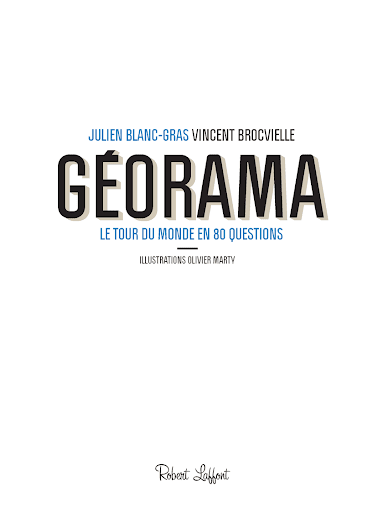 JULIEN BLANC-GRAS VINCENT BROCVIELLE
GÉORAMA
LE TOUR DU MONDE EN 80 QUESTIONS
ILLUSTRATIONS OLIVIER MARTY
Robert Laffont